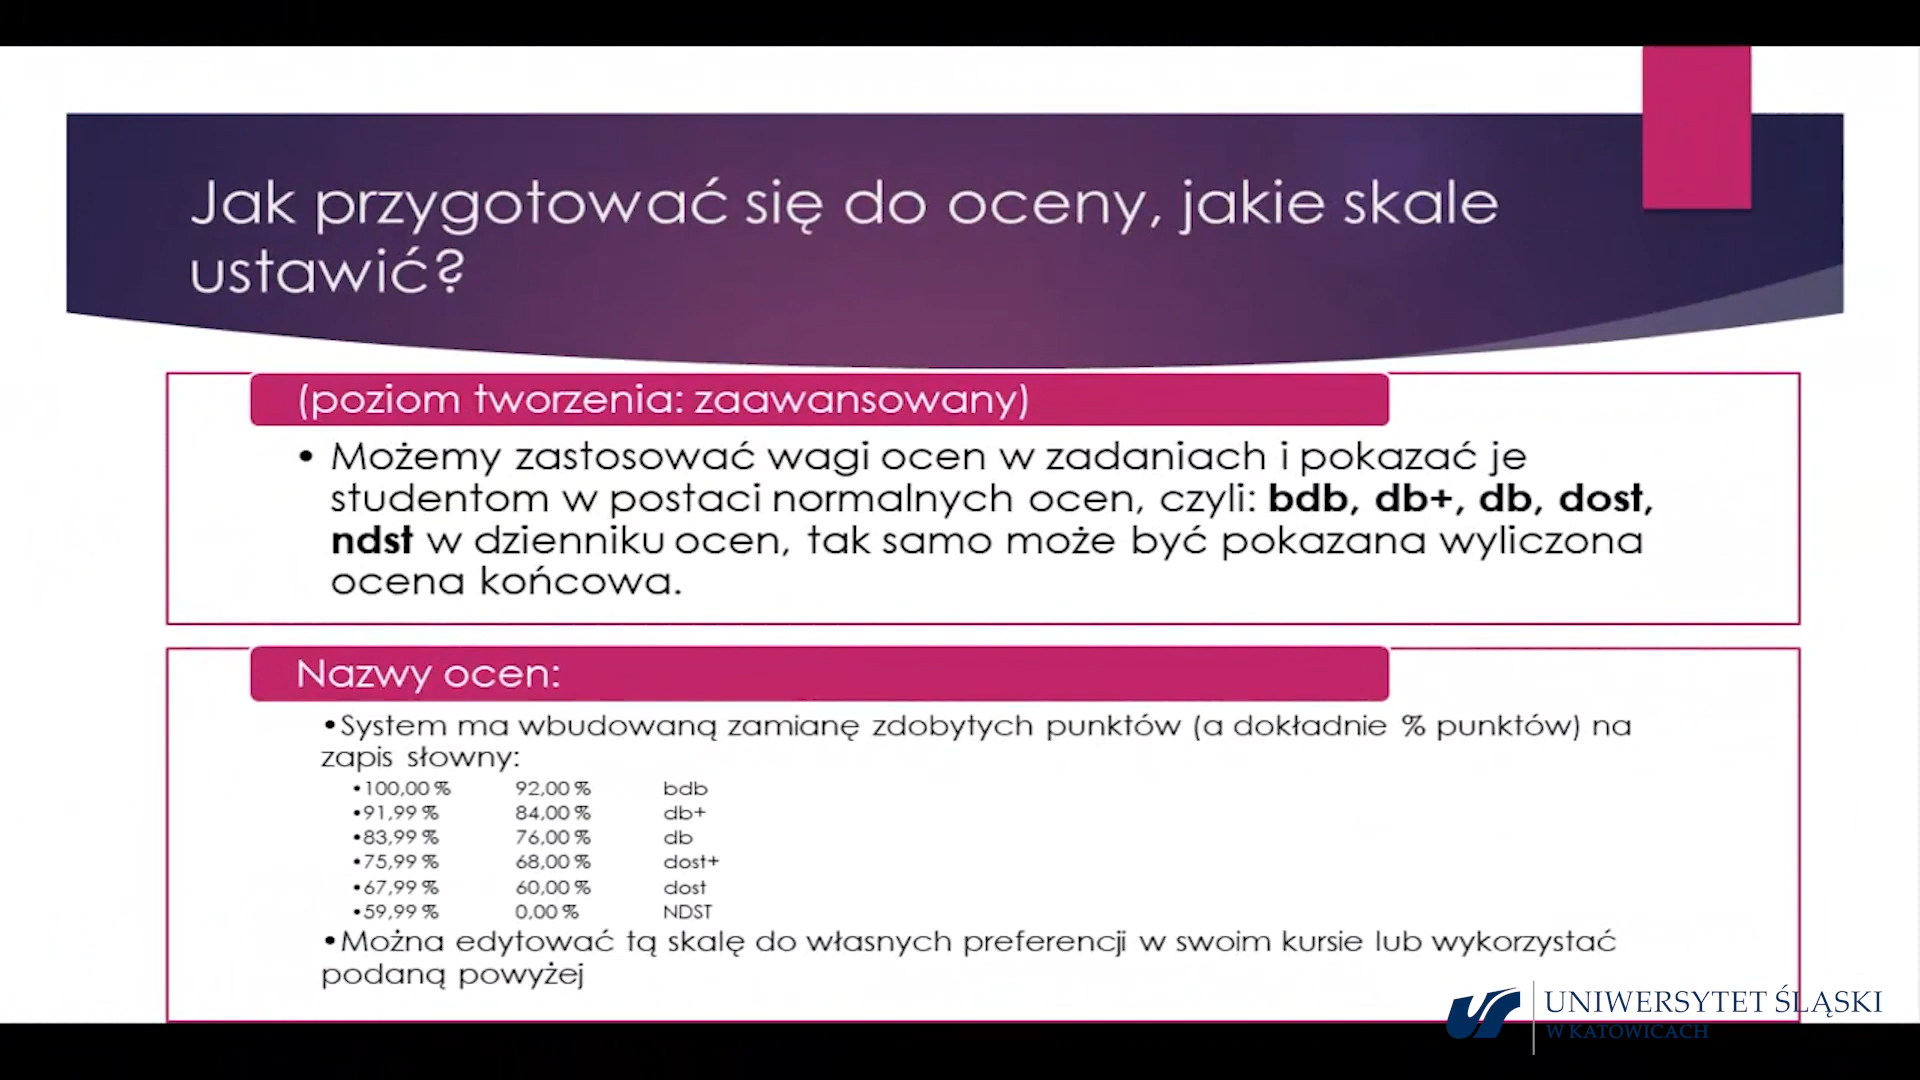 Jak przygotować się do oceny, jakie skale
ustawić?
(poziom tworzenia: zaawansowany)
• Możemy zastosować wagi ocen w zadaniach i pokazać je
studentom w postaci normalnych ocen, czyli: bdb, db+, db, dost,
ndst w dzienniku ocen, tak samo może być pokazana wyliczona
ocena końcowa.
Nazwy ocen:
•System ma wbudowaną zamianę zdobytych punktów (a dokładnie % punktów) na
zapis słowny:
•100,00 % 92,00 % bdb
•91,99 % 84,00 % db+
•83,99 % 76,00 % db
•75,99 % 68,00 % dost+
•67,99 % 60,00 % dost
•59,99 % 0,00 % NDST
•Można edytować tą skalę do własnych preferencji w swoim kursie lub wykorzystać
podaną powyżej
UNIWERSYTET ŚLĄSKI
W KATOWICACH